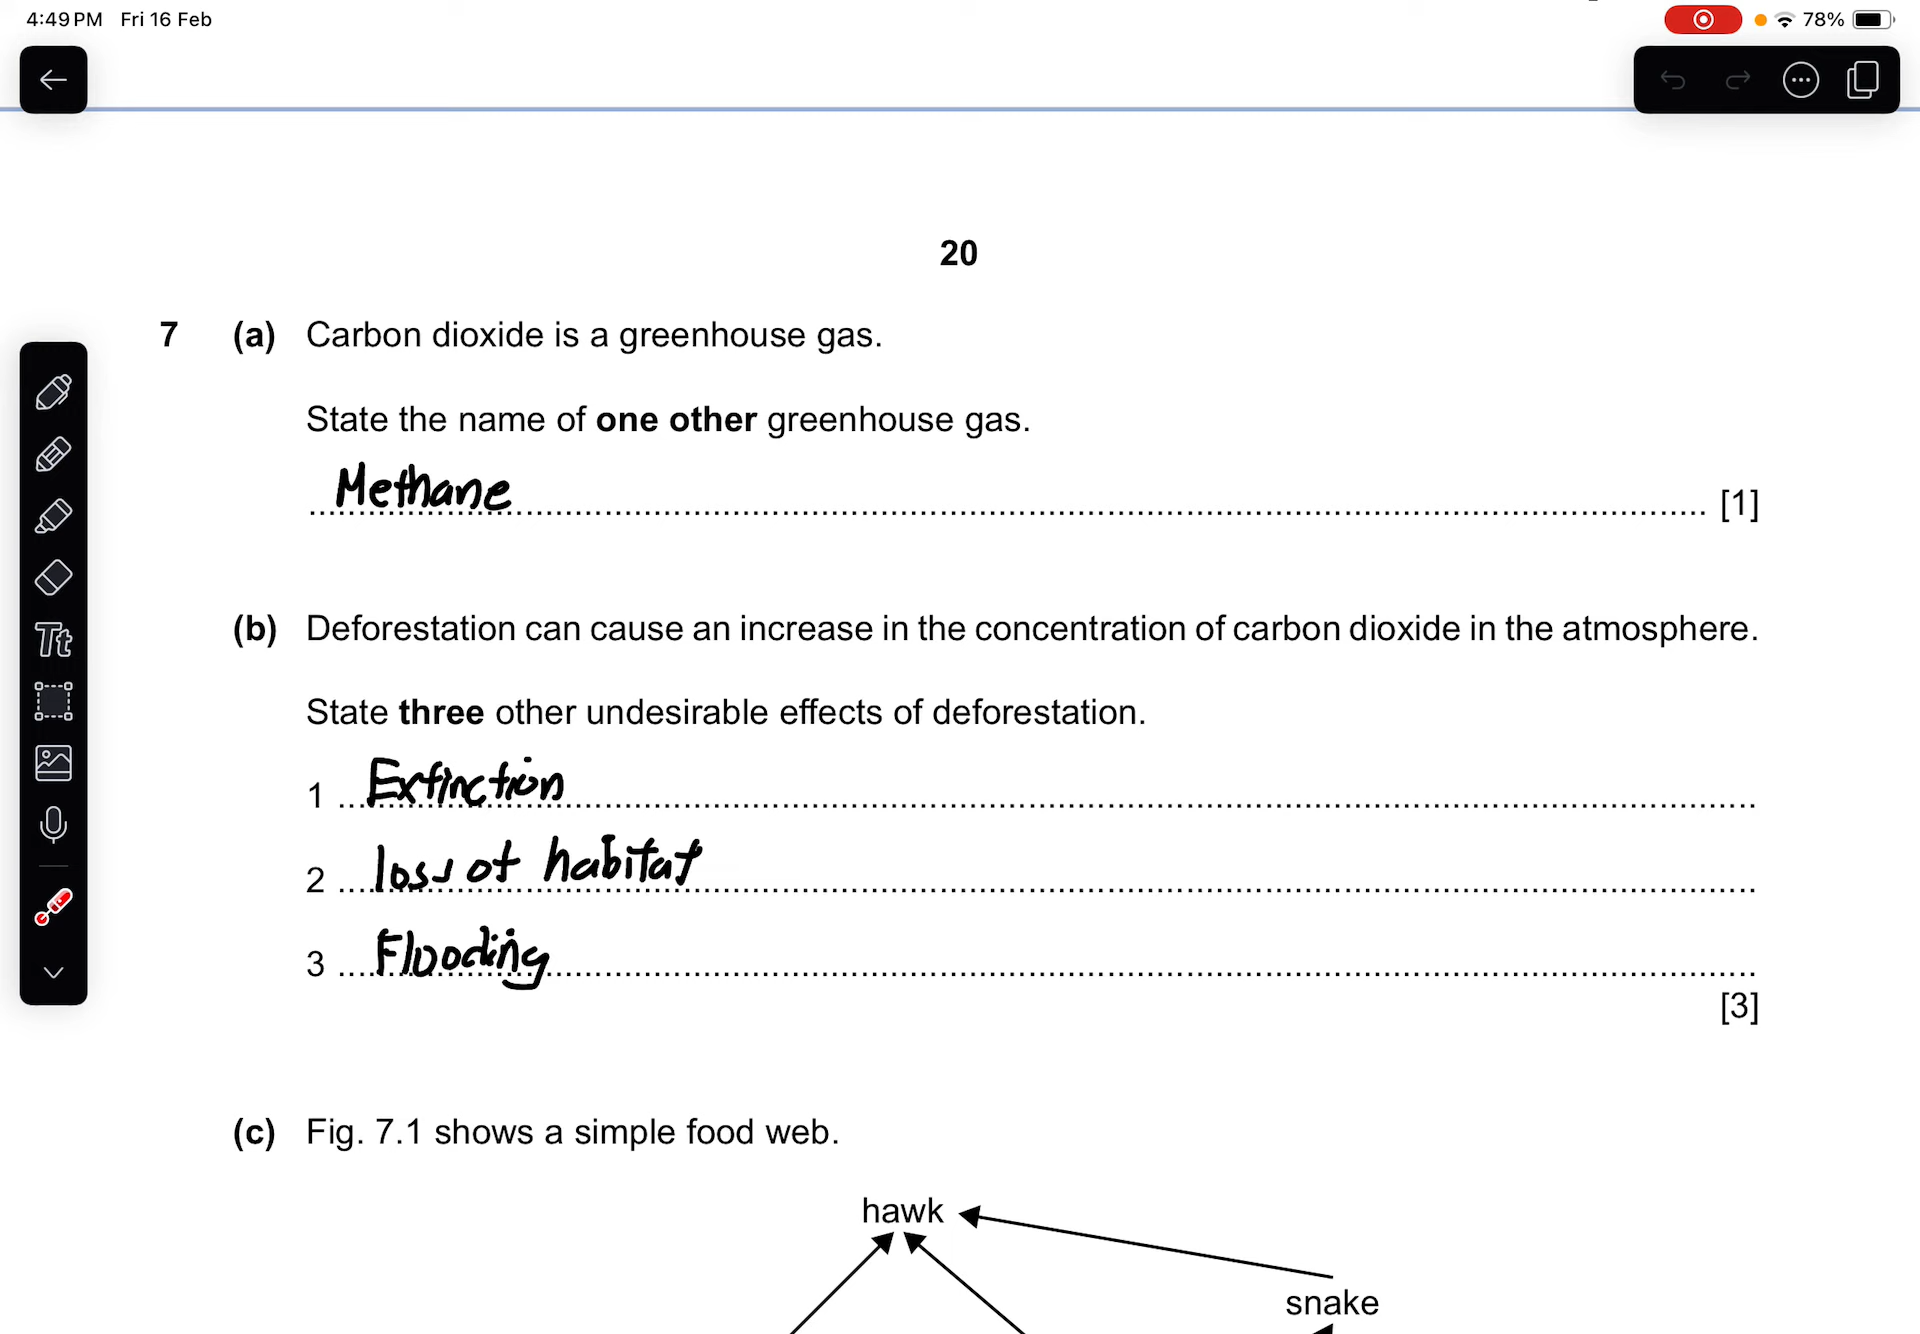 4:49 PM Fri 16 Feb 78%
20
7 (a) Carbon dioxide is a greenhouse gas.
State the name of one other greenhouse gas.
Methane [1]
(b) Deforestation can cause an increase in the concentration of carbon dioxide in the atmosphere.
State three other undesirable effects of deforestation.
1 Extinction
2 loss of habitat
3 Flooding
[3]
(c) Fig. 7.1 shows a simple food web.
hawk
snake